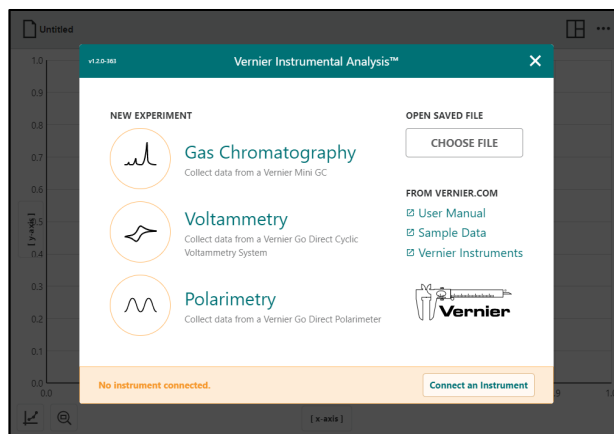 Untitled
v1.2.0-363
Vernier Instrumental Analysis™
NEW EXPERIMENT
Gas Chromatography
Collect data from a Vernier Mini GC
Voltammetry
Collect data from a Vernier Go Direct Cyclic
Voltammetry System
Polarimetry
Collect data from a Vernier Go Direct Polarimeter
OPEN SAVED FILE
CHOOSE FILE
FROM VERNIER.COM
User Manual
Sample Data
Vernier Instruments
Vernier
No instrument connected.
Connect an Instrument
1.0
0.9
0.8
0.7
0.6
0.5
0.4
0.3
0.2
0.1
0.0
[ y-axis ]
0.0
[ x-axis ]